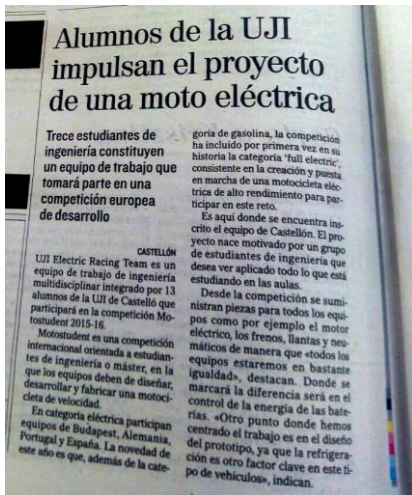 Alumnos de la UJI
impulsan el proyecto
de una moto eléctrica
Trece estudiantes de
ingeniería constituyen
un equipo de trabajo que
tomará parte en una
competición europea
de desarrollo
CASTELLÓN
UJI Electric Racing Team es un
equipo de trabajo de ingeniería
multidisciplinar integrado por 13
alumnos de la UJI de Castelló que
participará en la competición Mo-
tostudent 2015-16.
Motostudent es una competición
internacional orientada a estudian-
tes de ingeniería o máster, en la
que los equipos deben de diseñar,
desarrollar y fabricar una motoci-
cleta de velocidad.
En categoría eléctrica participan
equipos de Budapest, Alemania,
Portugal y España. La novedad de
este año es que, además de la cate-
goría de gasolina, la competición
ha incluido por primera vez en su
historia la categoría 'full electric',
consistente en la creación y puesta
en marcha de una motocicleta eléc-
trica de alto rendimiento para par-
ticipar en este reto.
Es aquí donde se encuentra ins-
crito el equipo de Castellón. El pro-
yecto nace motivado por un grupo
de estudiantes de ingeniería que
desea ver aplicado todo lo que está
estudiando en las aulas.
Desde la competición se sumi-
nistran piezas para todos los equi-
pos como por ejemplo el motor
eléctrico, los frenos, llantas y neu-
máticos de manera que «todos los
equipos estaremos en bastante
igualdad», destacan. Donde se
marcará la diferencia será en el
control de la energía de las bate-
rías. «Otro punto donde hemos
centrado el trabajo es en el diseño
del prototipo, ya que la refrigera-
ción es otro factor clave en este ti-
po de vehículos», indican.